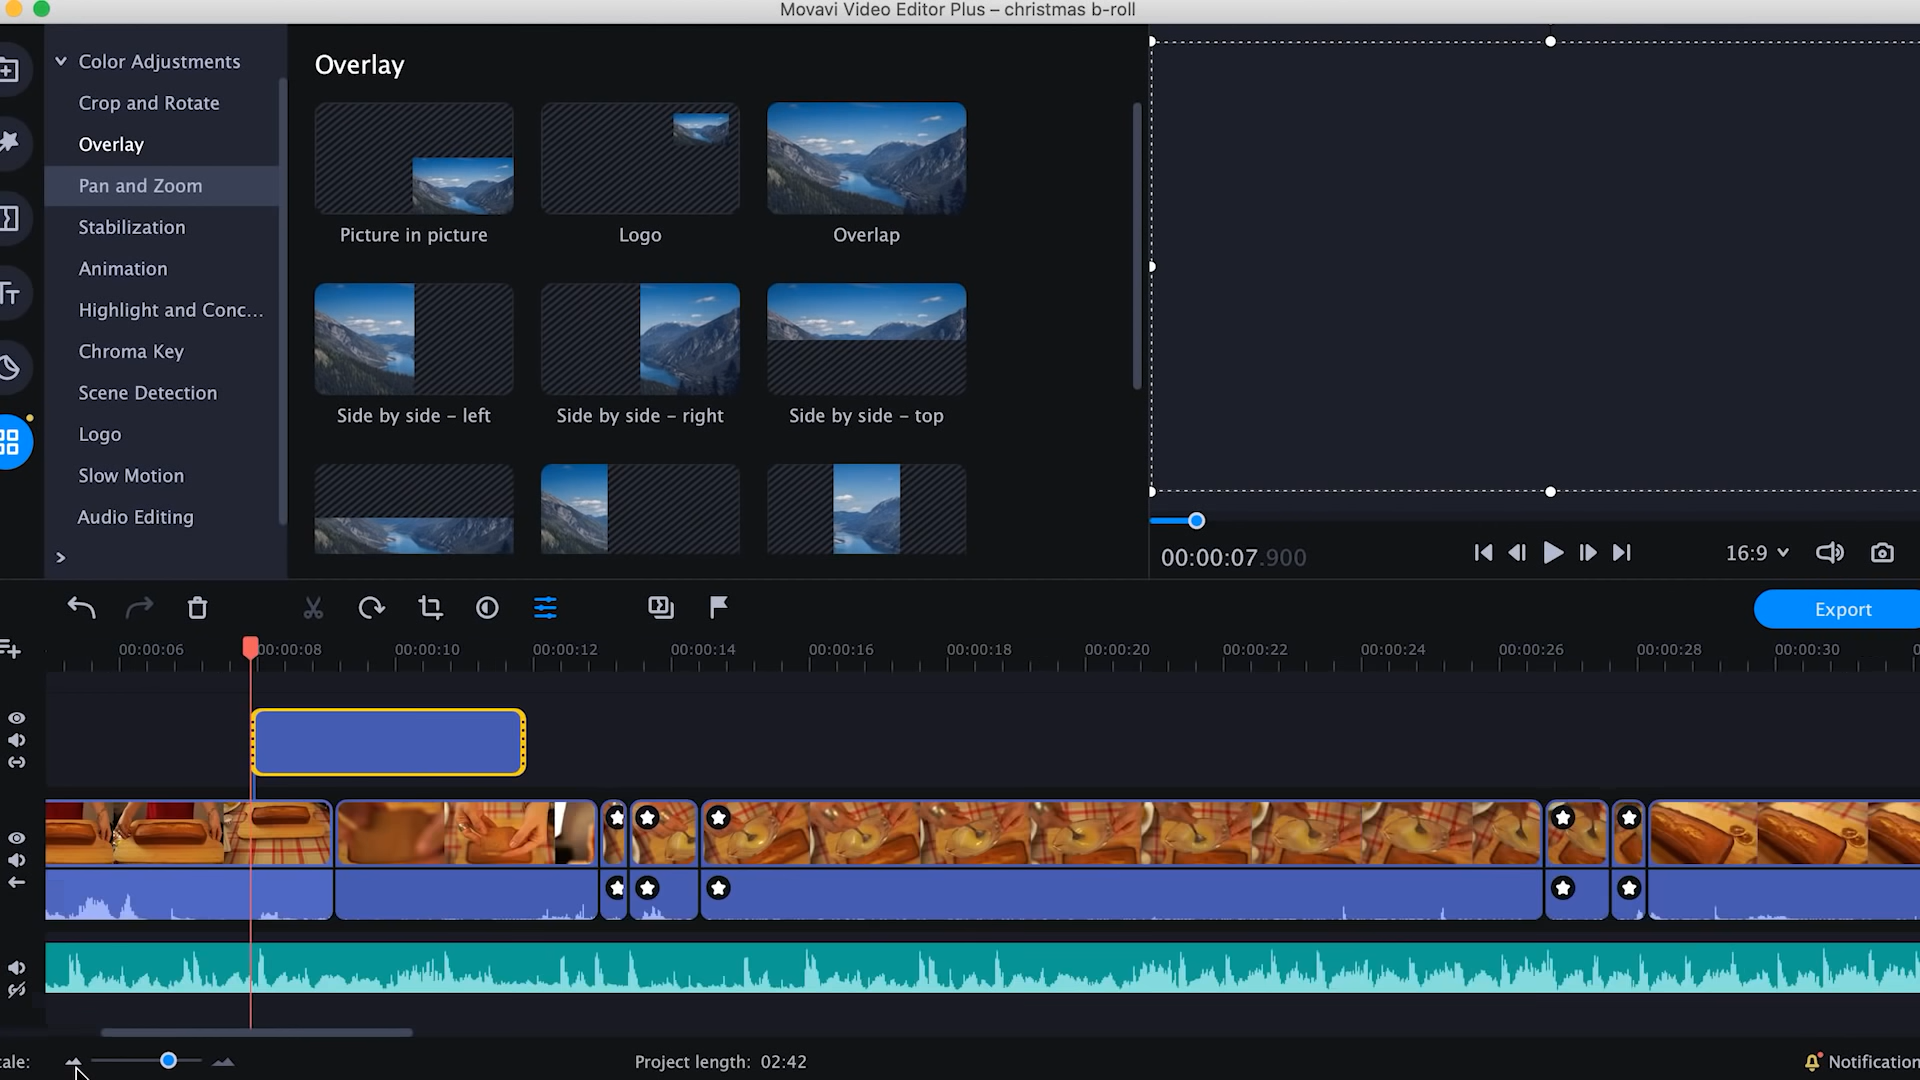 Movavi Video Editor Plus – christmas b-roll
Color Adjustments
Crop and Rotate
Overlay
Pan and Zoom
Stabilization
Animation
Highlight and Conc...
Chroma Key
Scene Detection
Logo
Slow Motion
Audio Editing
Overlay
Picture in picture
Logo
Overlap
Side by side – left
Side by side – right
Side by side – top
00:00:07.900
16:9
Export
00:00:06
00:00:08
00:00:10
00:00:12
00:00:14
00:00:16
00:00:18
00:00:20
00:00:22
00:00:24
00:00:26
00:00:28
00:00:30
cale:
Project length: 02:42
Notification